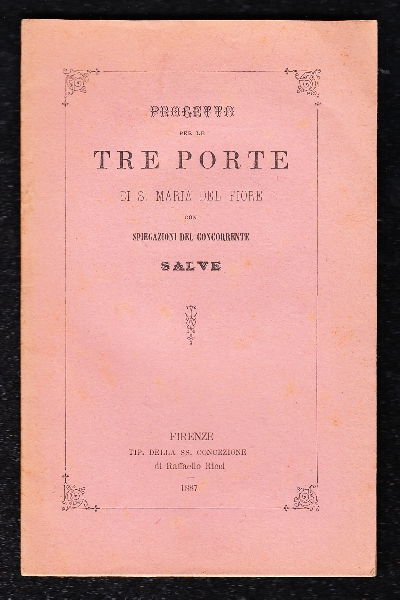 PROGETTO
PER LE
TRE PORTE
DI S. MARIA DEL FIORE
CON
SPIEGAZIONI DEL CONCORRENTE
SALVE
FIRENZE
TIP. DELLA SS. CONCEZIONE
di Raffaello Ricci
1887